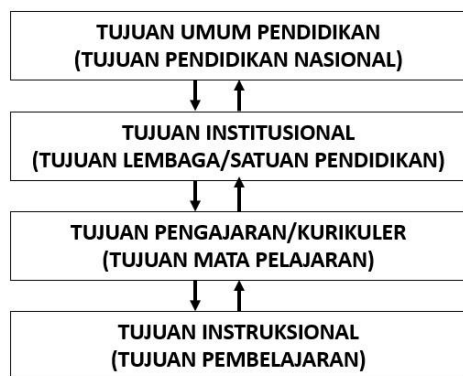 TUJUAN UMUM PENDIDIKAN
(TUJUAN PENDIDIKAN NASIONAL)
TUJUAN INSTITUSIONAL
(TUJUAN LEMBAGA/SATUAN PENDIDIKAN)
TUJUAN PENGAJARAN/KURIKULER
(TUJUAN MATA PELAJARAN)
TUJUAN INSTRUKSIONAL
(TUJUAN PEMBELAJARAN)